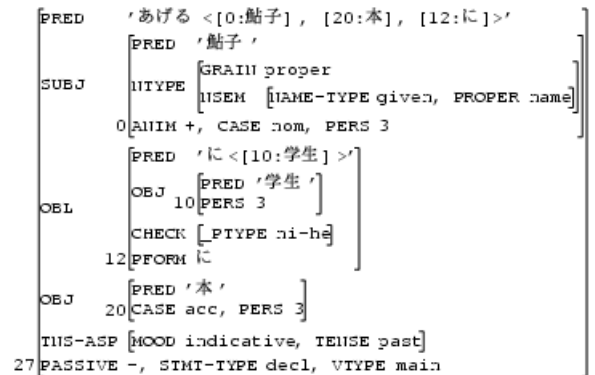 PRED 'あげる <[0:鮎子] , [20:本], [12:に]>'
PRED '鮎子 '
GRAIN proper
SUBJ NTYPE
NSEM [NAME-TYPE given, PROPER name]
0 ANIM +, CASE nom, PERS 3
PRED 'に <[10:学生] >'
PRED '学生 '
OBJ
10 PERS 3
OBL
CHECK [_PTYPE ni-he]
12 PFORM に
PRED '本 '
OBJ
20 CASE acc, PERS 3
TNS-ASP [MOOD indicative, TENSE past]
27 PASSIVE -, STMT-TYPE decl, VTYPE main